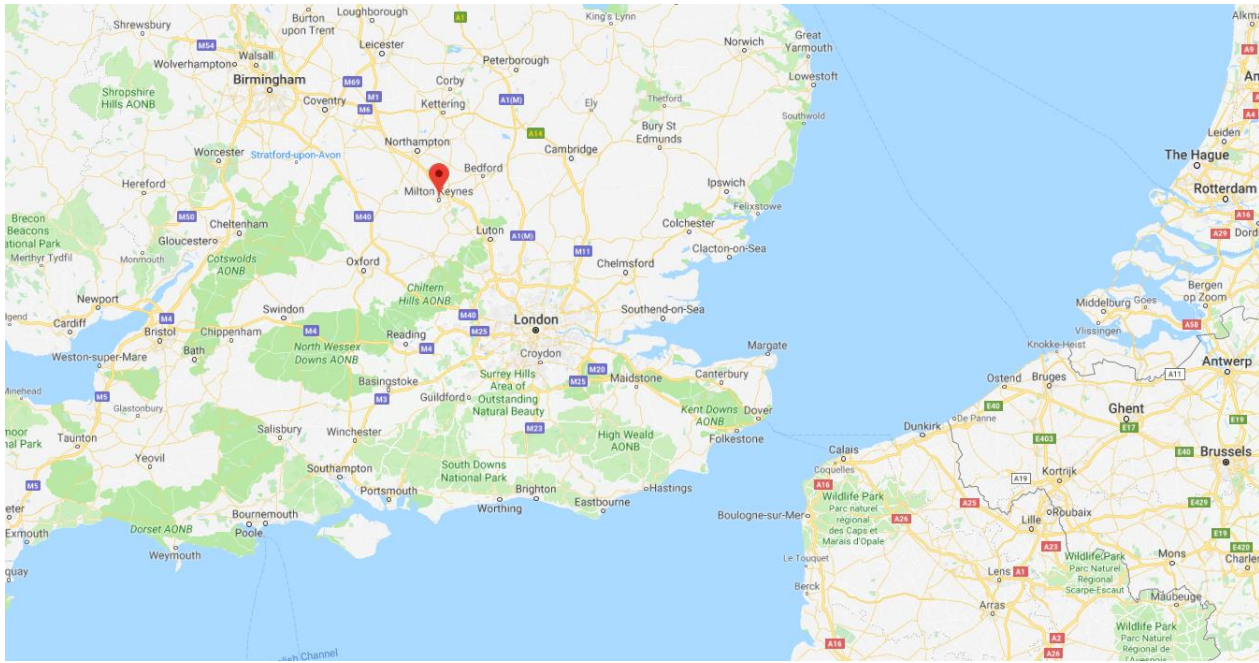 Shrewsbury
Burton
upon Trent
Loughborough
A1
King's Lynn
Great
Yarmouth
Norwich
M54
Walsall
Wolverhampton
Leicester
Peterborough
Lowestoft
A9
Birmingham
M69
M1
Corby
Shropshire
Hills AONB
Coventry
M6
Kettering
A1(M)
Ely
Thetford
Southwold
A4
Leiden
A14
Bury St
Edmunds
Northampton
Cambridge
Worcester
Stratford-upon-Avon
Bedford
The Hague
Hereford
Milton Keynes
Ipswich
Rotterdam
Felixstowe
Brecon
Beacons
M50
Cheltenham
M40
A16
Colchester
A29
Gloucester
Luton
A1(M)
Merthyr Tydfil
Monmouth
Cotswolds
AONB
Oxford
M11
Clacton-on-Sea
Chelmsford
Chiltern
Hills AONB
Bergen
op Zoom
Newport
Swindon
M40
London
Southend-on-Sea
Middelburg
Goes
Cardiff
M4
Bristol
Chippenham
M4
Reading
M25
Vlissingen
A58
Weston-super-Mare
Bath
North Wessex
Downs AONB
M4
Croydon
Margate
Knokke-Heist
Antwerp
M20
Surrey Hills
Area of
Outstanding
Natural Beauty
M25
Maidstone
Canterbury
A11
Minehead
M5
Basingstoke
Guildford
Ostend
Bruges
Glastonbury
M3
Kent Downs
AONB
Dover
E40
De Panne
Ghent
E17
E19
Taunton
Salisbury
Winchester
M23
High Weald
AONB
Folkestone
Dunkirk
E403
E40
Brussels
Yeovil
Southampton
South Downs
National Park
Calais
Coquelles
Kortrijk
M5
Portsmouth
Brighton
Hastings
A16
A19
Wildlife Park
Parc naturel
régional
des Caps et
Marais d'Opale
A25
E429
Exmouth
Dorset AONB
Bournemouth
Poole
Worthing
Eastbourne
Boulogne-sur-Mer
A26
Roubaix
Lille
E19
Weymouth
A23
E420
Le Touquet
Wildlife Park
Parc Naturel
Régional
Scarpe-Escaut
Mons
Berck
Lens
A1
Arras
Maubeuge
A16
A2
A26
Wildlife Park
Parc Naturel
Régional de
l'Avesnois
English Channel